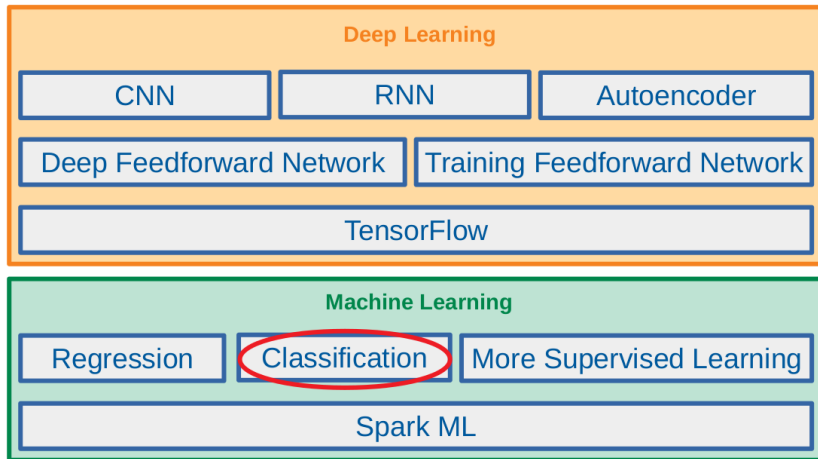 Deep Learning
CNN RNN Autoencoder
Deep Feedforward Network Training Feedforward Network
TensorFlow
Machine Learning
Regression Classification More Supervised Learning
Spark ML